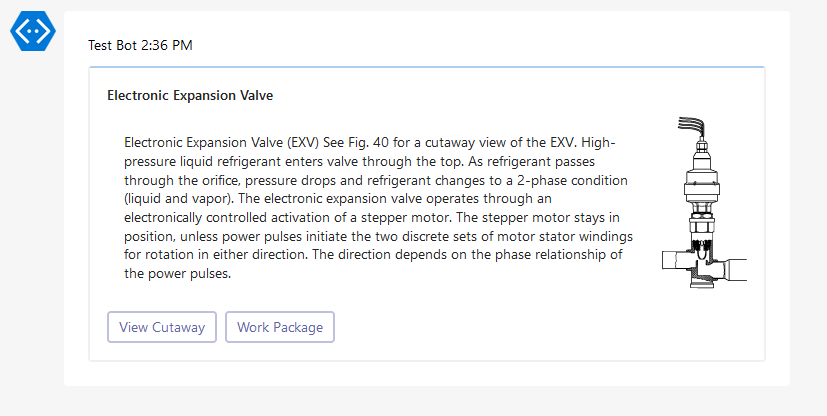 Test Bot 2:36 PM
Electronic Expansion Valve
Electronic Expansion Valve (EXV) See Fig. 40 for a cutaway view of the EXV. High-
pressure liquid refrigerant enters valve through the top. As refrigerant passes
through the orifice, pressure drops and refrigerant changes to a 2-phase condition
(liquid and vapor). The electronic expansion valve operates through an
electronically controlled activation of a stepper motor. The stepper motor stays in
position, unless power pulses initiate the two discrete sets of motor stator windings
for rotation in either direction. The direction depends on the phase relationship of
the power pulses.
View Cutaway
Work Package